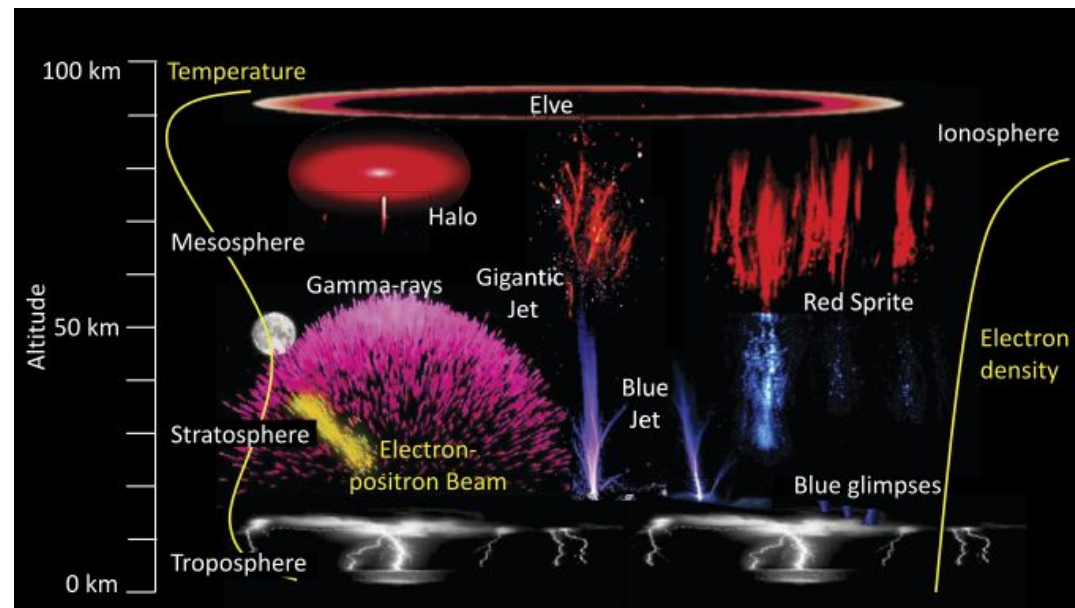 100 km
Temperature
Elve
Ionosphere
Halo
Mesosphere
Gamma-rays
Gigantic
Jet
Red Sprite
50 km
Altitude
Electron
density
Blue
Jet
Stratosphere
Electron-
positron Beam
Blue glimpses
Troposphere
0 km